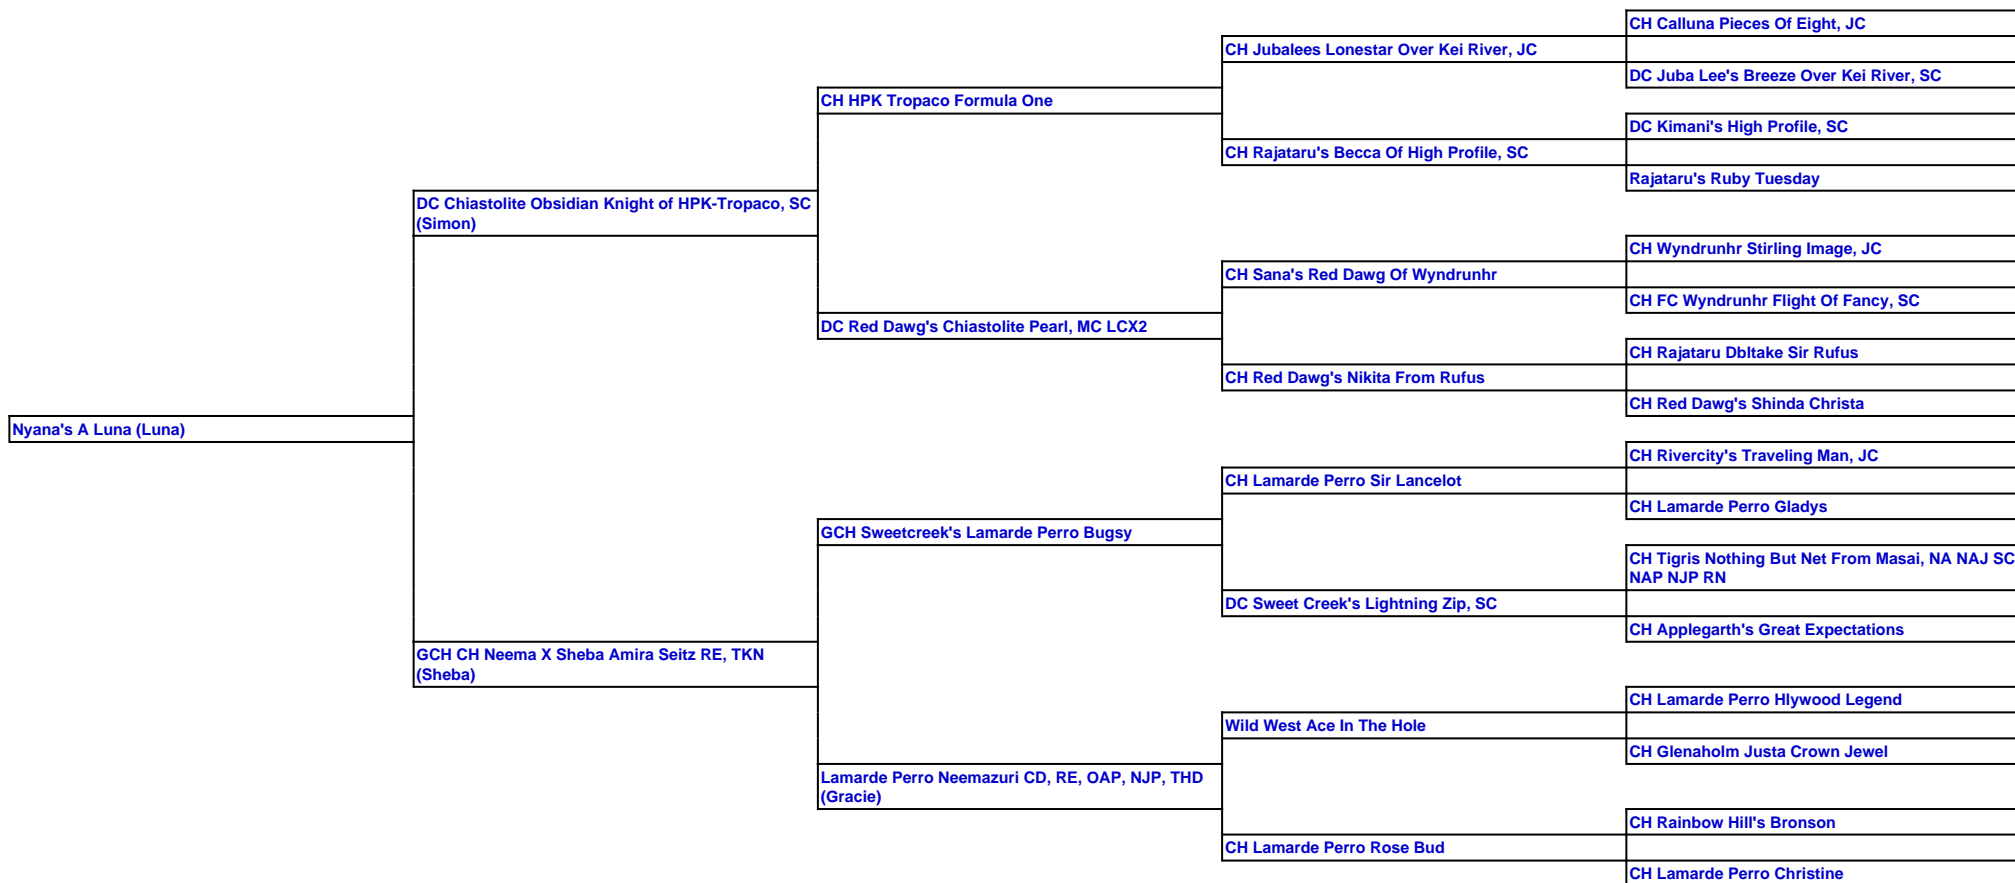 CH Calluna Pieces Of Eight, JC
CH Jubalees Lonestar Over Kei River, JC
DC Juba Lee's Breeze Over Kei River, SC
CH HPK Tropaco Formula One
DC Kimani's High Profile, SC
CH Rajataru's Becca Of High Profile, SC
Rajataru's Ruby Tuesday
DC Chiastolite Obsidian Knight of HPK-Tropaco, SC
(Simon)
CH Wyndrunhr Stirling Image, JC
CH Sana's Red Dawg Of Wyndrunhr
CH FC Wyndrunhr Flight Of Fancy, SC
DC Red Dawg's Chiastolite Pearl, MC LCX2
CH Rajataru Dbltake Sir Rufus
CH Red Dawg's Nikita From Rufus
CH Red Dawg's Shinda Christa
Nyana's A Luna (Luna)
CH Rivercity's Traveling Man, JC
CH Lamarde Perro Sir Lancelot
CH Lamarde Perro Gladys
GCH Sweetcreek's Lamarde Perro Bugsy
CH Tigris Nothing But Net From Masai, NA NAJ SC
NAP NJP RN
DC Sweet Creek's Lightning Zip, SC
CH Applegarth's Great Expectations
GCH CH Neema X Sheba Amira Seitz RE, TKN
(Sheba)
CH Lamarde Perro Hlywood Legend
Wild West Ace In The Hole
CH Glenaholm Justa Crown Jewel
Lamarde Perro Neemazuri CD, RE, OAP, NJP, THD
(Gracie)
CH Rainbow Hill's Bronson
CH Lamarde Perro Rose Bud
CH Lamarde Perro Christine